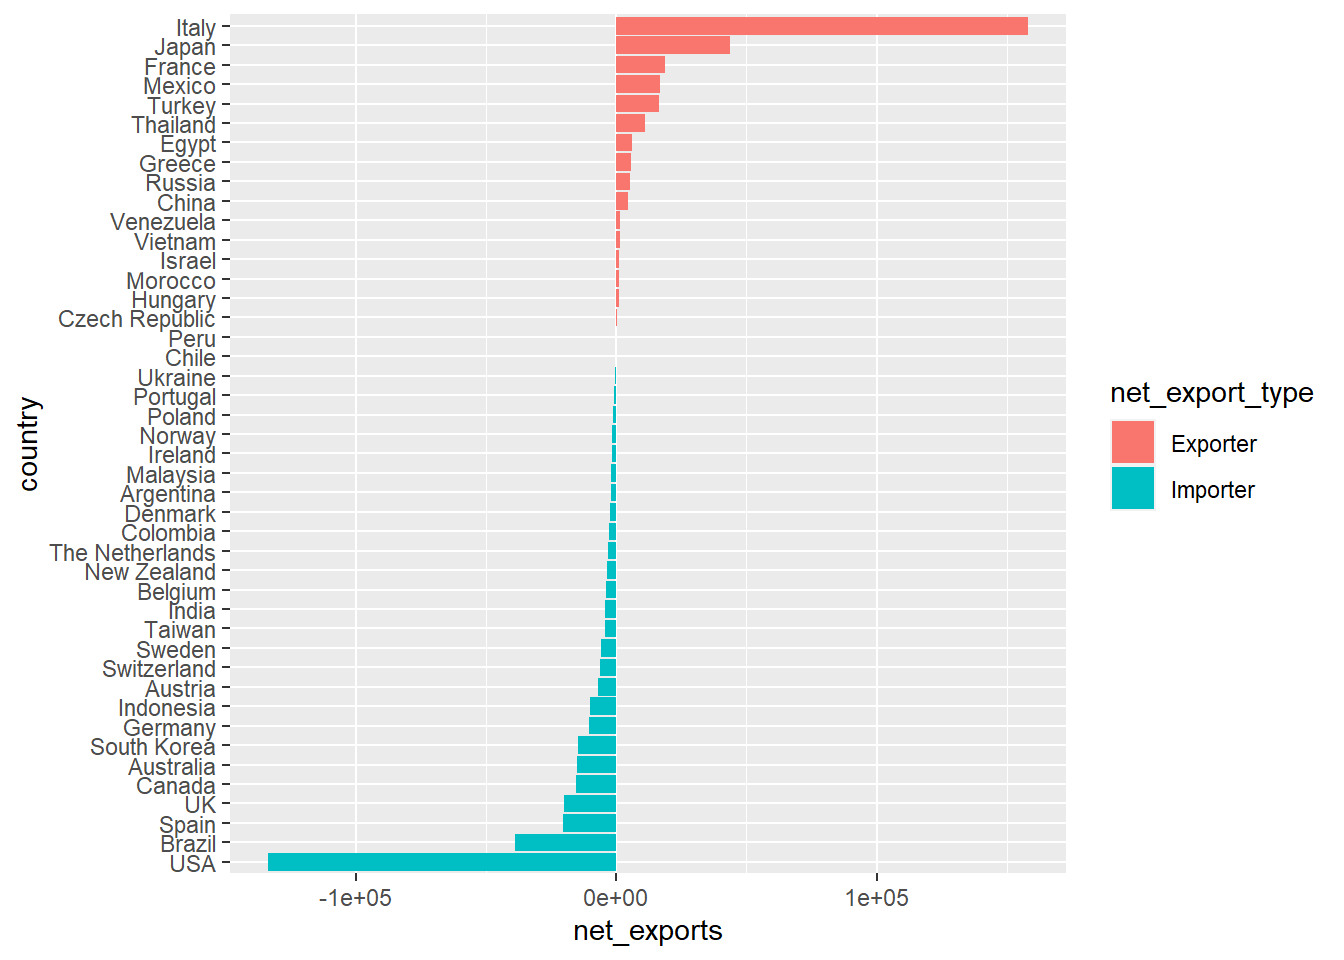 Italy
Japan
France
Mexico
Turkey
Thailand
Egypt
Greece
Russia
China
Venezuela
Vietnam
Israel
Morocco
Hungary
Czech Republic
Peru
Chile
Ukraine
Portugal
Poland
Norway
Ireland
Malaysia
Argentina
Denmark
Colombia
The Netherlands
New Zealand
Belgium
India
Taiwan
Sweden
Switzerland
Austria
Indonesia
Germany
South Korea
Australia
Canada
UK
Spain
Brazil
USA
country
-1e+05 0e+00 1e+05
net_exports
net_export_type
Exporter
Importer